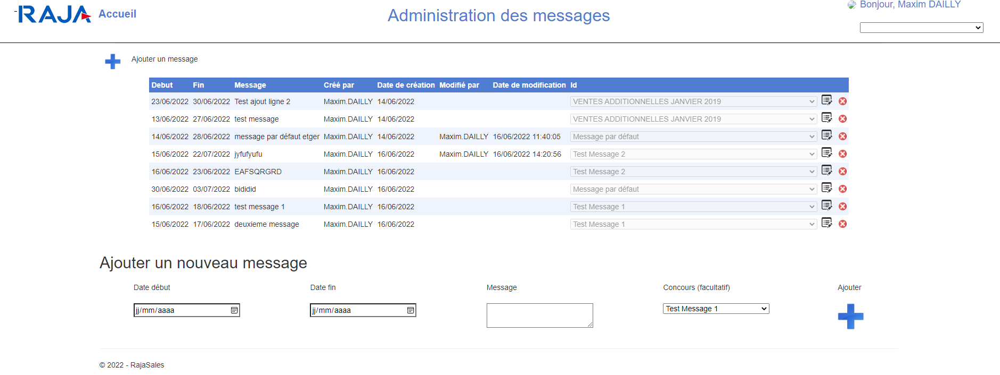 RAJA Accueil
Administration des messages
Bonjour, Maxim DAILLY
Ajouter un message
Debut Fin Message Créé par Date de création Modifié par Date de modification Id
23/06/2022 30/06/2022 Test ajout ligne 2 Maxim.DAILLY 14/06/2022 VENTES ADDITIONNELLES JANVIER 2019
13/06/2022 27/06/2022 test message Maxim.DAILLY 14/06/2022 VENTES ADDITIONNELLES JANVIER 2019
14/06/2022 28/06/2022 message par défaut etger Maxim.DAILLY 14/06/2022 Maxim.DAILLY 16/06/2022 11:40:05 Message par défaut
15/06/2022 22/07/2022 jyfufyufu Maxim.DAILLY 16/06/2022 Maxim.DAILLY 16/06/2022 14:20:56 Test Message 2
16/06/2022 23/06/2022 EAFSQRGRD Maxim.DAILLY 16/06/2022 Test Message 2
30/06/2022 03/07/2022 bididid Maxim.DAILLY 16/06/2022 Message par défaut
16/06/2022 18/06/2022 test message 1 Maxim.DAILLY 16/06/2022 Test Message 1
15/06/2022 17/06/2022 deuxieme message Maxim.DAILLY 16/06/2022 Test Message 1
Ajouter un nouveau message
Date début Date fin Message Concours (facultatif) Ajouter
jj/mm/aaaa jj/mm/aaaa Test Message 1
© 2022 - RajaSales